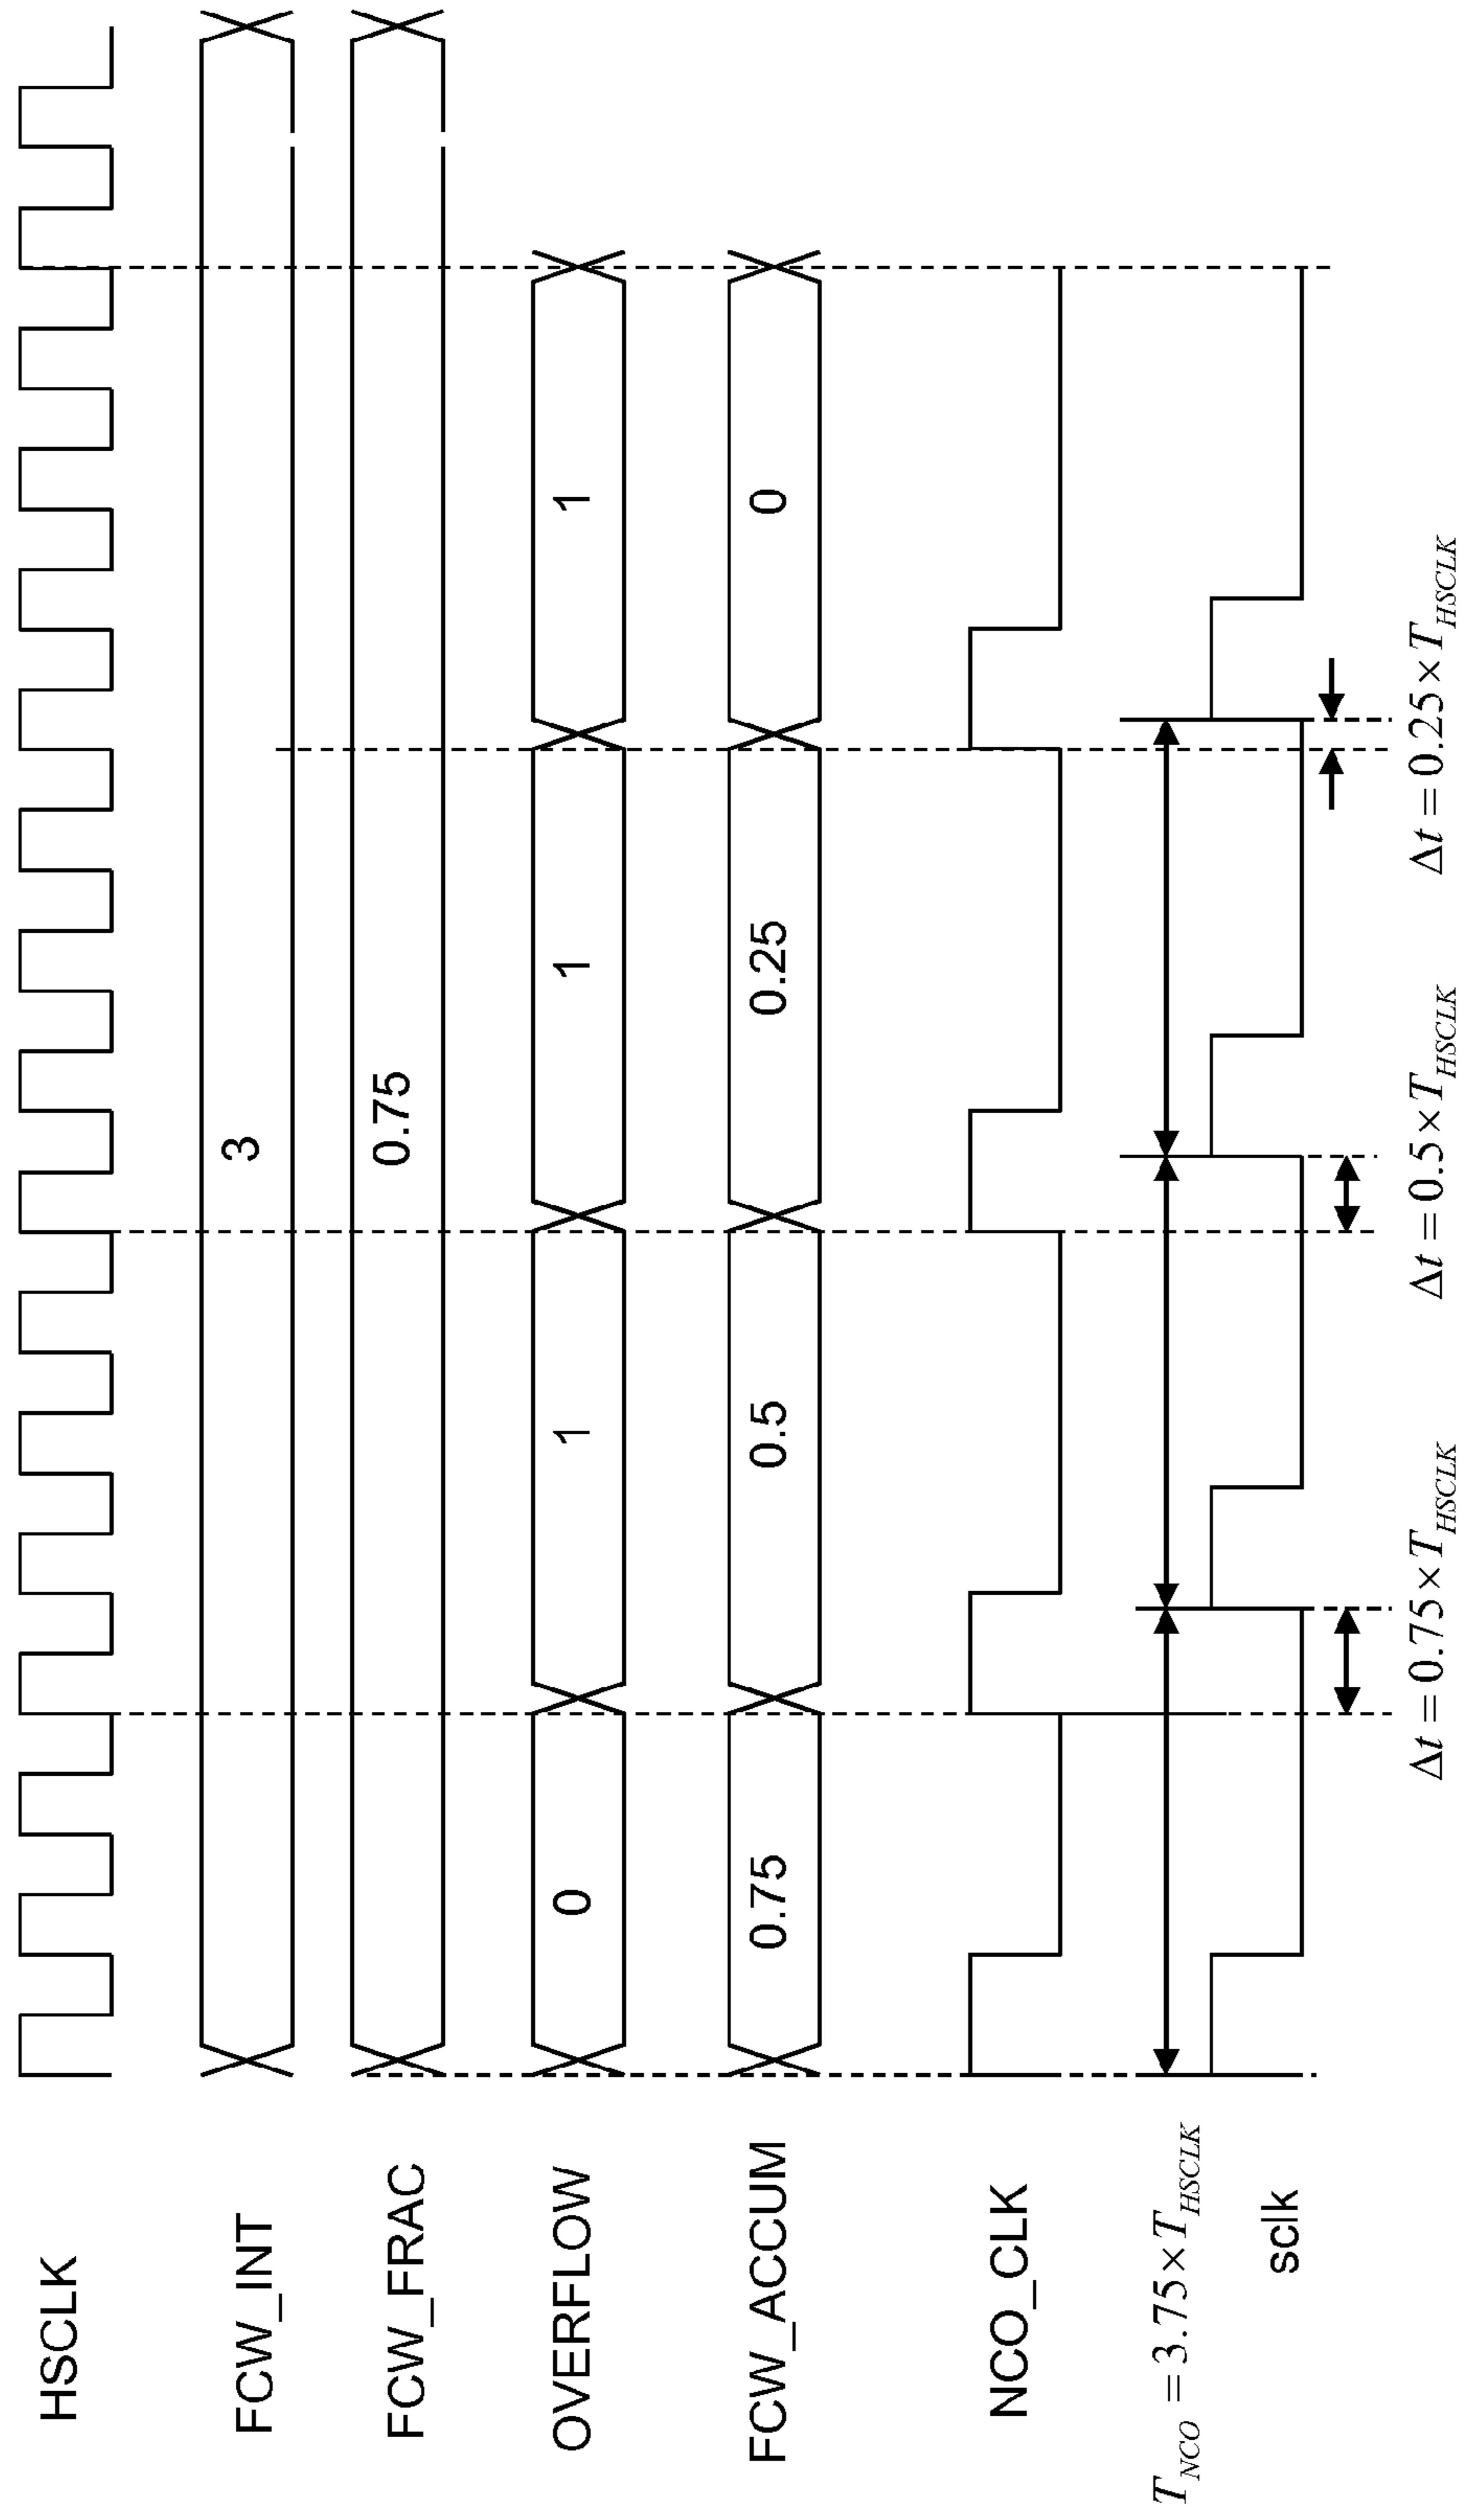 HSCLK
FCW_INT
3
FCW_FRAC
0.75
OVERFLOW
0
1
1
1
FCW_ACCUM
0.75
0.5
0.25
0
NCO_CLK
T_NCO = 3.75 × T_HSCLK
sclk
Δt = 0.75 × T_HSCLK
Δt = 0.5 × T_HSCLK
Δt = 0.25 × T_HSCLK